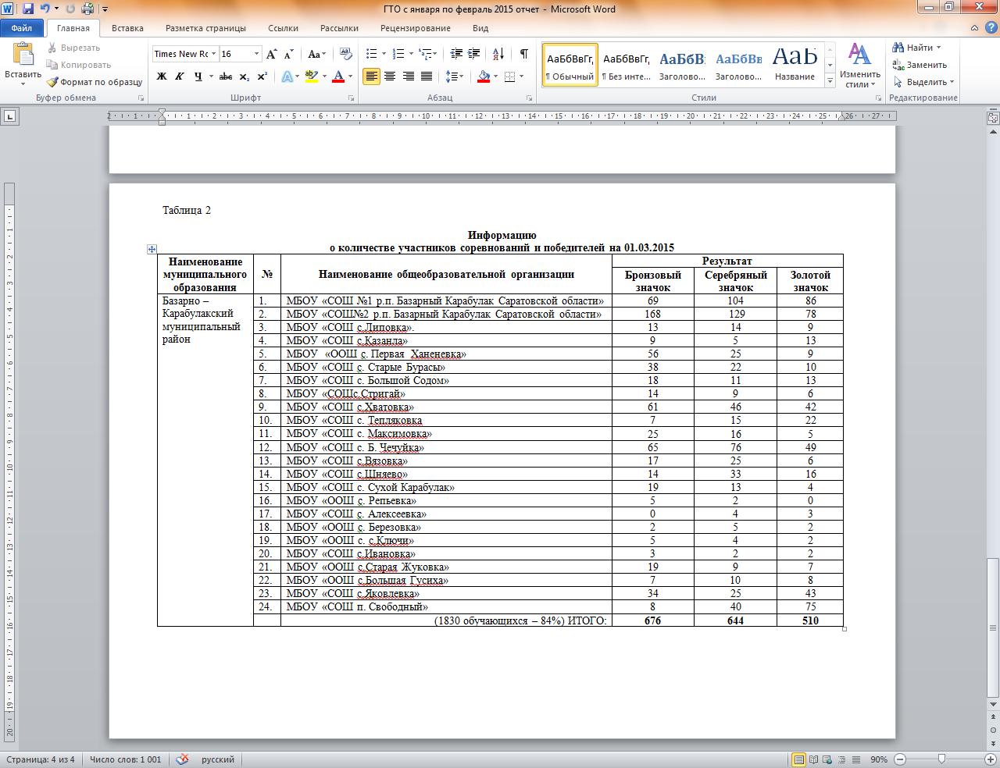 ГТО с января по февраль 2015 отчет - Microsoft Word
Файл Главная Вставка Разметка страницы Ссылки Рассылки Рецензирование Вид
Вставить
Вырезать
Копировать
Формат по образцу
Буфер обмена
Times New Rc 16
Ж К Ч abc x₂ x²
Шрифт
Абзац
АаБбВвГг, АаБбВвГг, АаБбВ АаБбВв АаБ
¶ Обычный ¶ Без инте... Заголово... Заголово... Название
Изменить стили
Стили
Найти
Заменить
Выделить
Редактирование
Таблица 2
Информацию
о количестве участников соревнований и победителей на 01.03.2015
Наименование муниципального образования № Наименование общеобразовательной организации Результат
Бронзовый значок Серебряный значок Золотой значок
Базарно – Карабулакский муниципальный район
1. МБОУ «СОШ №1 р.п. Базарный Карабулак Саратовской области» 69 104 86
2. МБОУ «СОШ№2 р.п. Базарный Карабулак Саратовской области» 168 129 78
3. МБОУ «СОШ с.Липовка». 13 14 9
4. МБОУ «СОШ с.Казанла» 9 5 13
5. МБОУ «ООШ с. Первая Ханеневка» 56 25 9
6. МБОУ «СОШ с. Старые Бурасы» 38 22 10
7. МБОУ «СОШ с. Большой Содом» 18 11 13
8. МБОУ «СОШс.Стригай» 14 9 6
9. МБОУ «СОШ с.Хватовка» 61 46 42
10. МБОУ «СОШ с. Тепляковка 7 15 22
11. МБОУ «СОШ с. Максимовка» 25 16 5
12. МБОУ «СОШ с. Б. Чечуйка» 65 76 49
13. МБОУ «СОШ с.Вязовка» 17 25 6
14. МБОУ «СОШ с.Шняево» 14 33 16
15. МБОУ «СОШ с. Сухой Карабулак» 19 13 4
16. МБОУ «ООШ с. Репьевка» 5 2 0
17. МБОУ «СОШ с. Алексеевка» 0 4 3
18. МБОУ «ООШ с. Березовка» 2 5 2
19. МБОУ «ООШ с. с.Ключи» 5 4 2
20. МБОУ «СОШ с.Ивановка» 3 2 2
21. МБОУ «ООШ с.Старая Жуковка» 19 9 7
22. МБОУ «ООШ с.Большая Гусиха» 7 10 8
23. МБОУ «СОШ с.Яковлевка» 34 25 43
24. МБОУ «СОШ п. Свободный» 8 40 75
(1830 обучающихся – 84%) ИТОГО: 676 644 510
Страница: 4 из 4 Число слов: 1 001 русский 90%